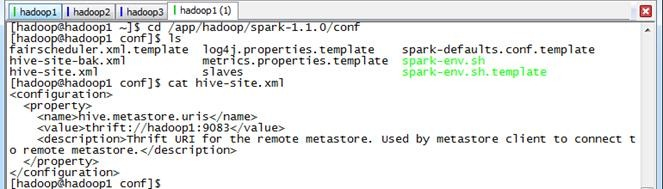 hadoop1 hadoop2 hadoop3 hadoop1 (1)
[hadoop@hadoop1 ~]$ cd /app/hadoop/spark-1.1.0/conf
[hadoop@hadoop1 conf]$ ls
fairscheduler.xml.template log4j.properties.template spark-defaults.conf.template
hive-site-bak.xml metrics.properties.template spark-env.sh
hive-site.xml slaves spark-env.sh.template
[hadoop@hadoop1 conf]$ cat hive-site.xml
<configuration>
<property>
<name>hive.metastore.uris</name>
<value>thrift://hadoop1:9083</value>
<description>Thrift URI for the remote metastore. Used by metastore client to connect t
o remote metastore.</description>
</property>
</configuration>
[hadoop@hadoop1 conf]$